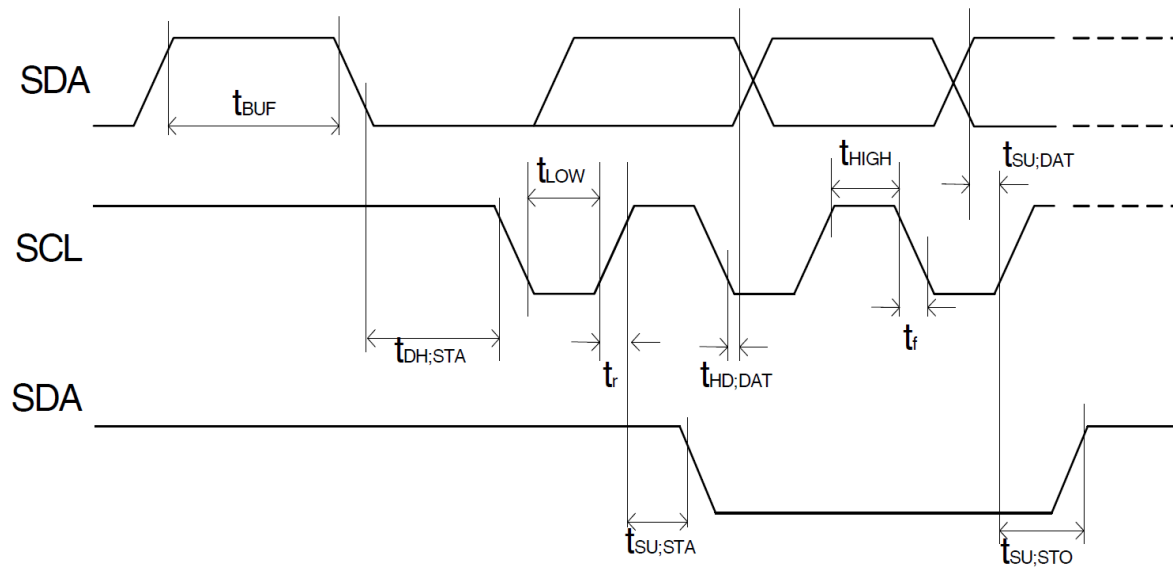 SDA
tBUF
tLOW
tHIGH
tSU;DAT
SCL
tDH;STA
tr
tHD;DAT
tf
SDA
tSU;STA
tSU;STO